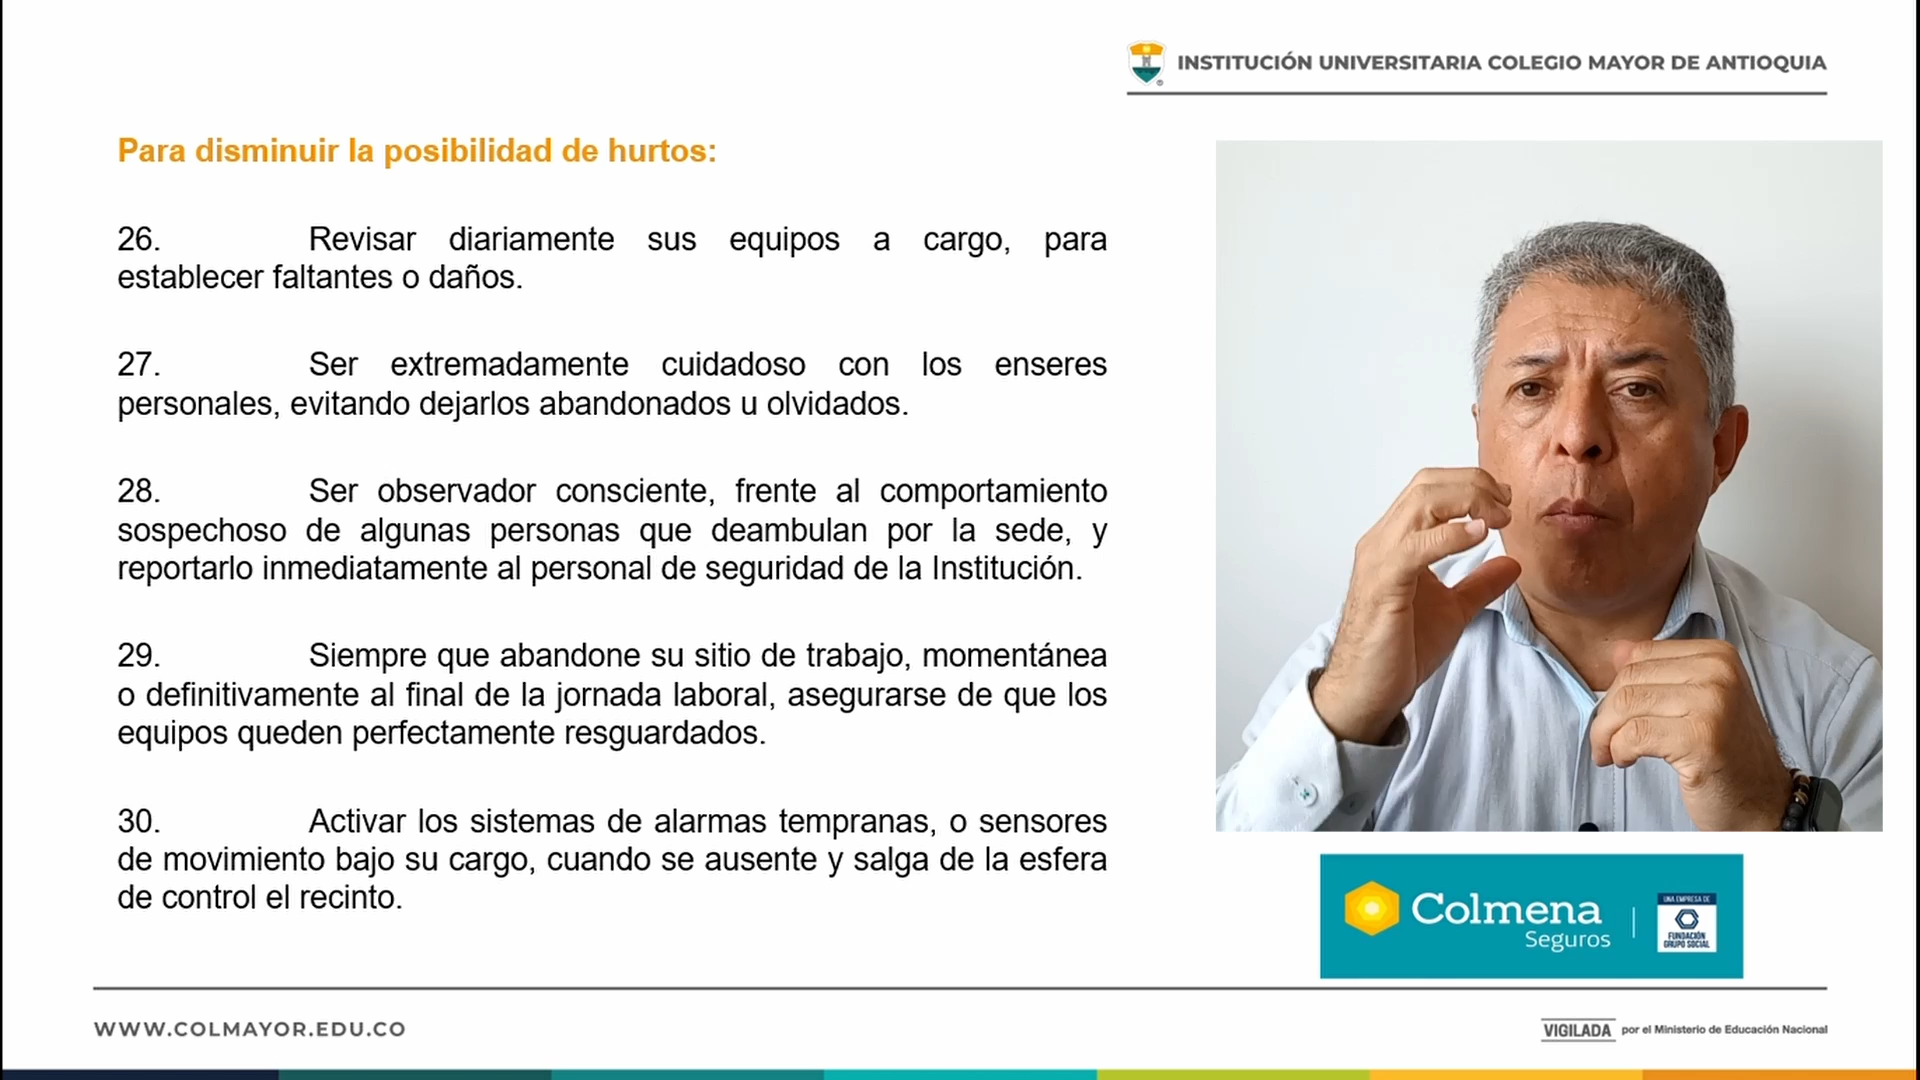 INSTITUCIÓN UNIVERSITARIA COLEGIO MAYOR DE ANTIOQUIA
Para disminuir la posibilidad de hurtos:
26. Revisar diariamente sus equipos a cargo, para
establecer faltantes o daños.
27. Ser extremadamente cuidadoso con los enseres
personales, evitando dejarlos abandonados u olvidados.
28. Ser observador consciente, frente al comportamiento
sospechoso de algunas personas que deambulan por la sede, y
reportarlo inmediatamente al personal de seguridad de la Institución.
29. Siempre que abandone su sitio de trabajo, momentánea
o definitivamente al final de la jornada laboral, asegurarse de que los
equipos queden perfectamente resguardados.
30. Activar los sistemas de alarmas tempranas, o sensores
de movimiento bajo su cargo, cuando se ausente y salga de la esfera
de control el recinto.
Colmena
Seguros
UNA EMPRESA DE
FUNDACIÓN
GRUPO SOCIAL
WWW.COLMAYOR.EDU.CO
VIGILADA por el Ministerio de Educación Nacional